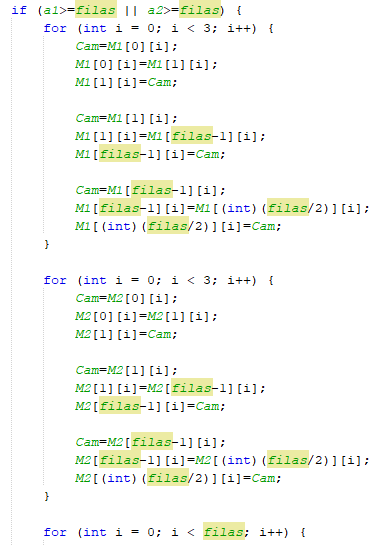 if (a1>=filas || a2>=filas) {
for (int i = 0; i < 3; i++) {
Cam=M1[0][i];
M1[0][i]=M1[1][i];
M1[1][i]=Cam;
Cam=M1[1][i];
M1[1][i]=M1[filas-1][i];
M1[filas-1][i]=Cam;
Cam=M1[filas-1][i];
M1[filas-1][i]=M1[(int)(filas/2)][i];
M1[(int)(filas/2)][i]=Cam;
}
for (int i = 0; i < 3; i++) {
Cam=M2[0][i];
M2[0][i]=M2[1][i];
M2[1][i]=Cam;
Cam=M2[1][i];
M2[1][i]=M2[filas-1][i];
M2[filas-1][i]=Cam;
Cam=M2[filas-1][i];
M2[filas-1][i]=M2[(int)(filas/2)][i];
M2[(int)(filas/2)][i]=Cam;
}
for (int i = 0; i < filas; i++) {